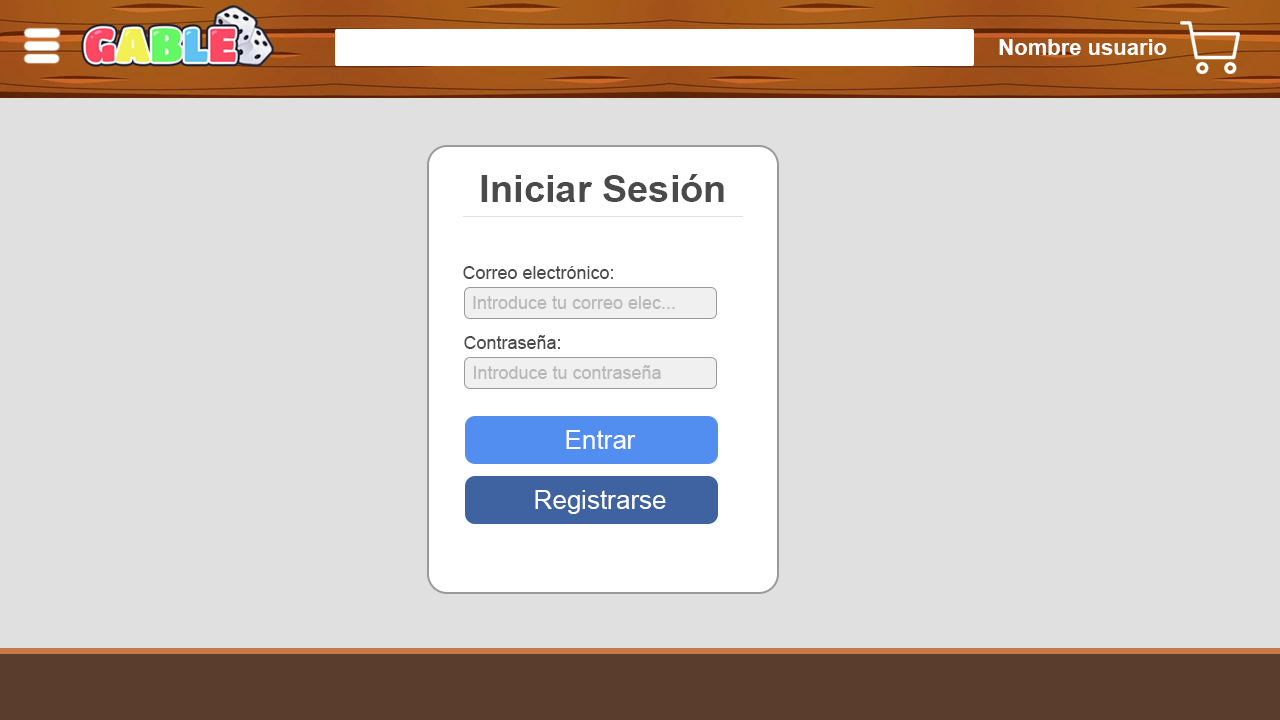 GABLE
Nombre usuario
Iniciar Sesión
Correo electrónico:
Introduce tu correo elec...
Contraseña:
Introduce tu contraseña
Entrar
Registrarse